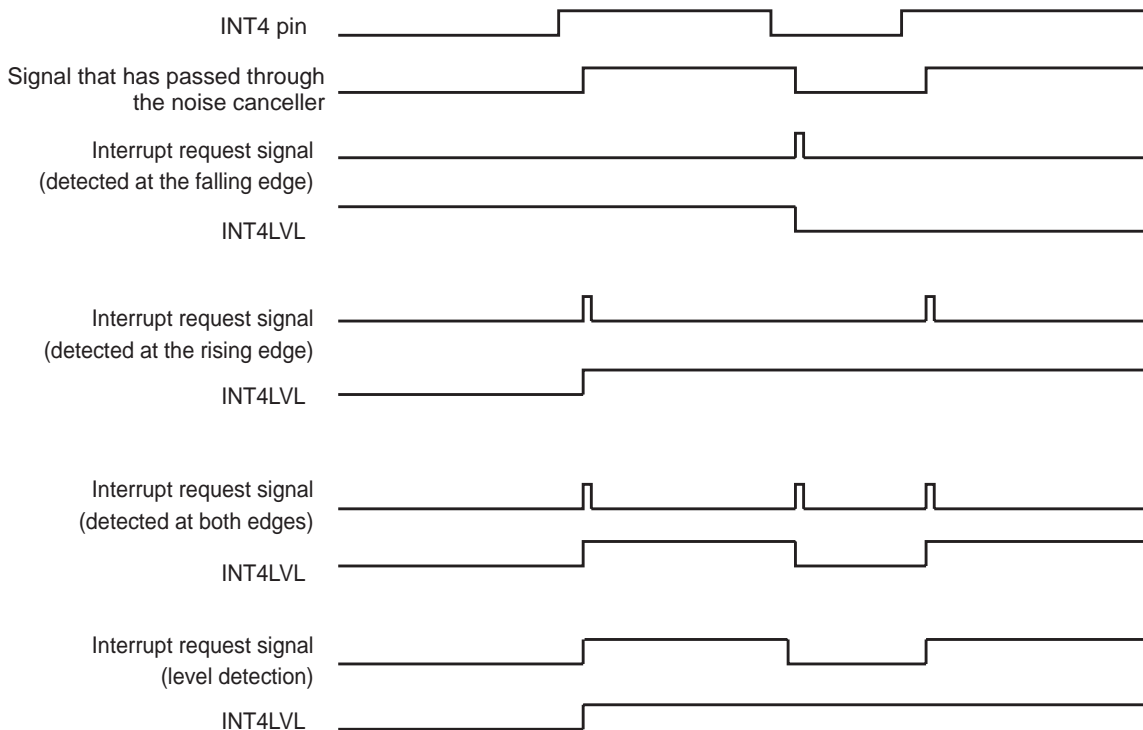 INT4 pin
Signal that has passed through
the noise canceller
Interrupt request signal
(detected at the falling edge)
INT4LVL
Interrupt request signal
(detected at the rising edge)
INT4LVL
Interrupt request signal
(detected at both edges)
INT4LVL
Interrupt request signal
(level detection)
INT4LVL